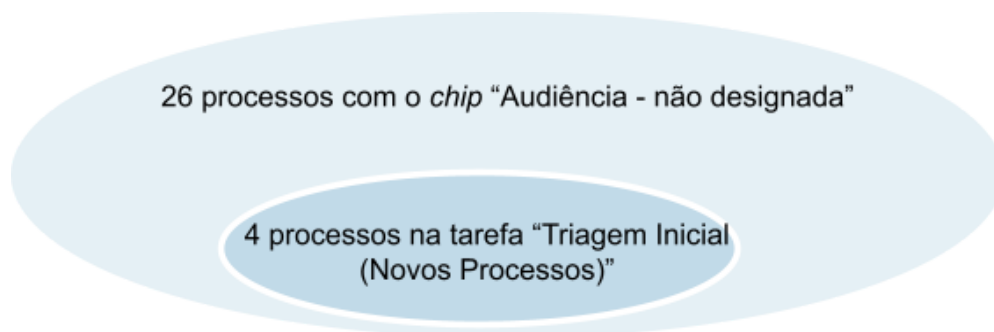 26 processos com o chip “Audiência - não designada”
4 processos na tarefa “Triagem Inicial
(Novos Processos)”